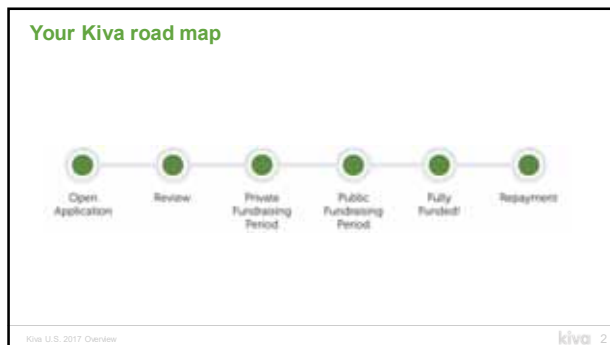 Your Kiva road map
Open
Application
Review
Private
Fundraising
Period
Public
Fundraising
Period
Fully
Funded!
Repayment
Kiva U.S. 2017 Overview
kiva 2